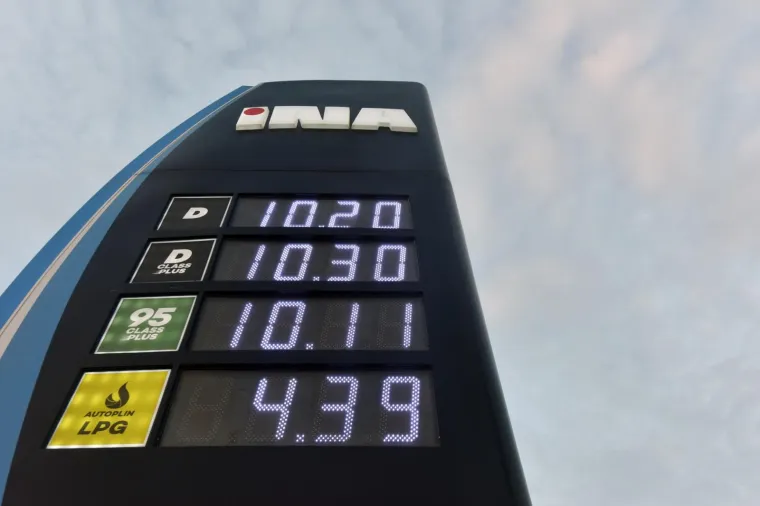 INA
D 10.20
D CLASS PLUS 10.30
95 CLASS PLUS 10.11
AUTOPLIN LPG 4.39